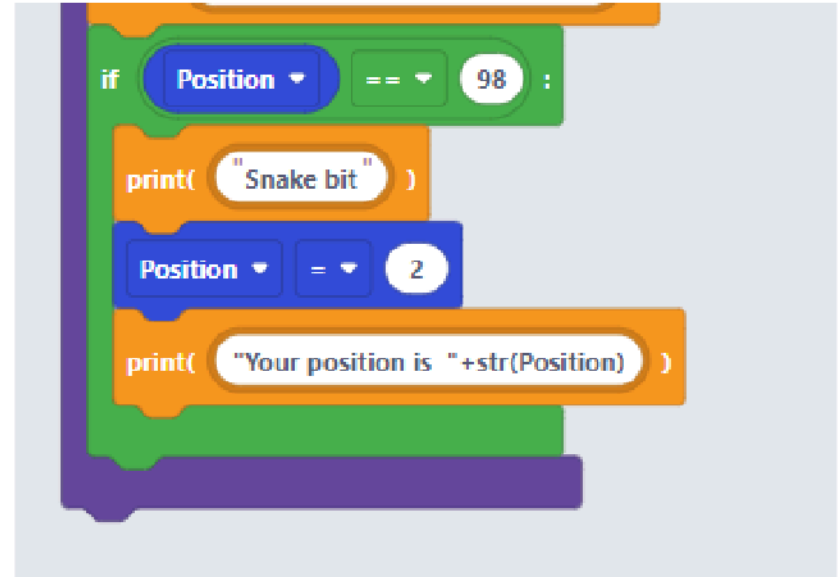 if Position == 98 :
print( "Snake bit" )
Position = 2
print( "Your position is "+str(Position) )